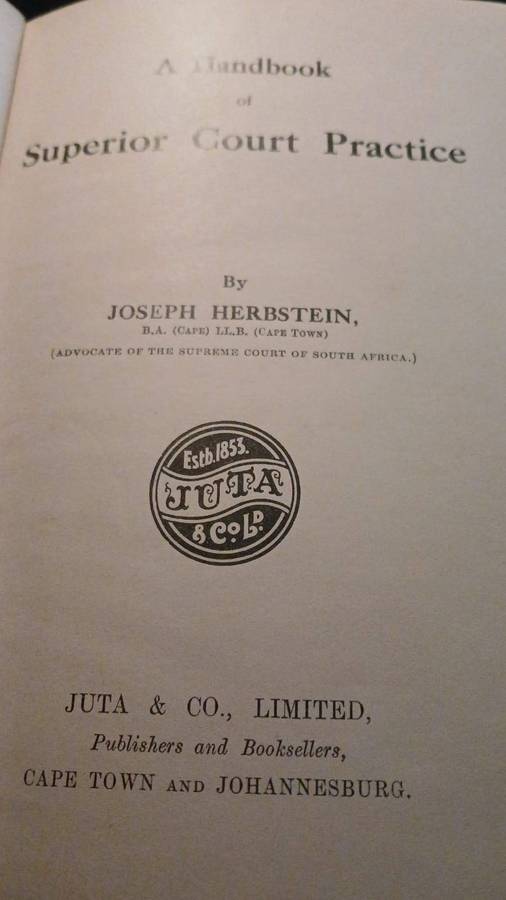 A Handbook
of
Superior Court Practice
By
JOSEPH HERBSTEIN,
B.A. (CAPE) LL.B. (CAPE TOWN)
(ADVOCATE OF THE SUPREME COURT OF SOUTH AFRICA.)
Estb. 1853.
JUTA
& Co LD.
JUTA & CO., LIMITED,
Publishers and Booksellers,
CAPE TOWN AND JOHANNESBURG.